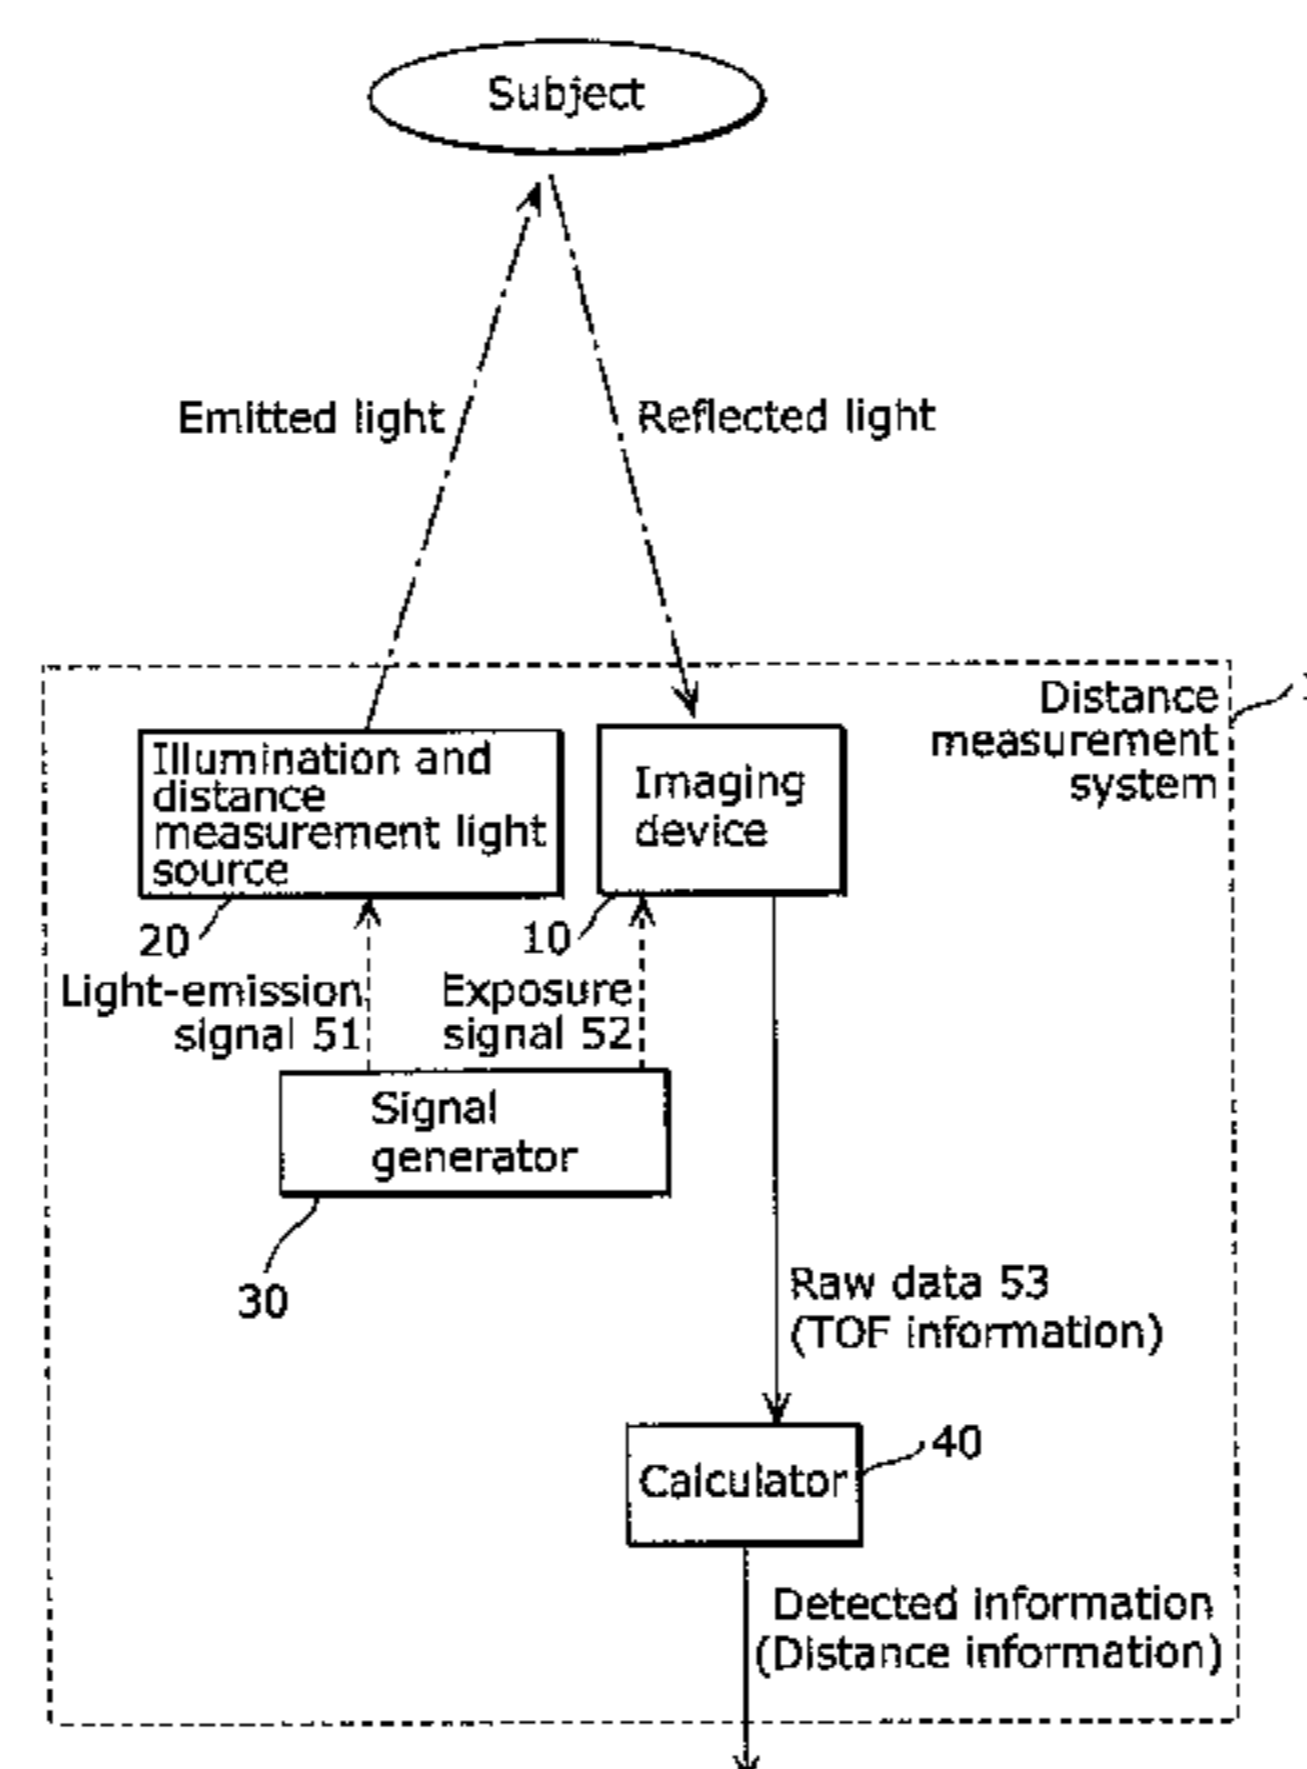 Subject
Emitted light
Reflected light
Distance
measurement
system
Illumination and
distance
measurement light
source
Imaging
device
20
10
Light-emission
signal 51
Exposure
signal 52
Signal
generator
30
Raw data 53
(TOF information)
Calculator
40
Detected information
(Distance information)